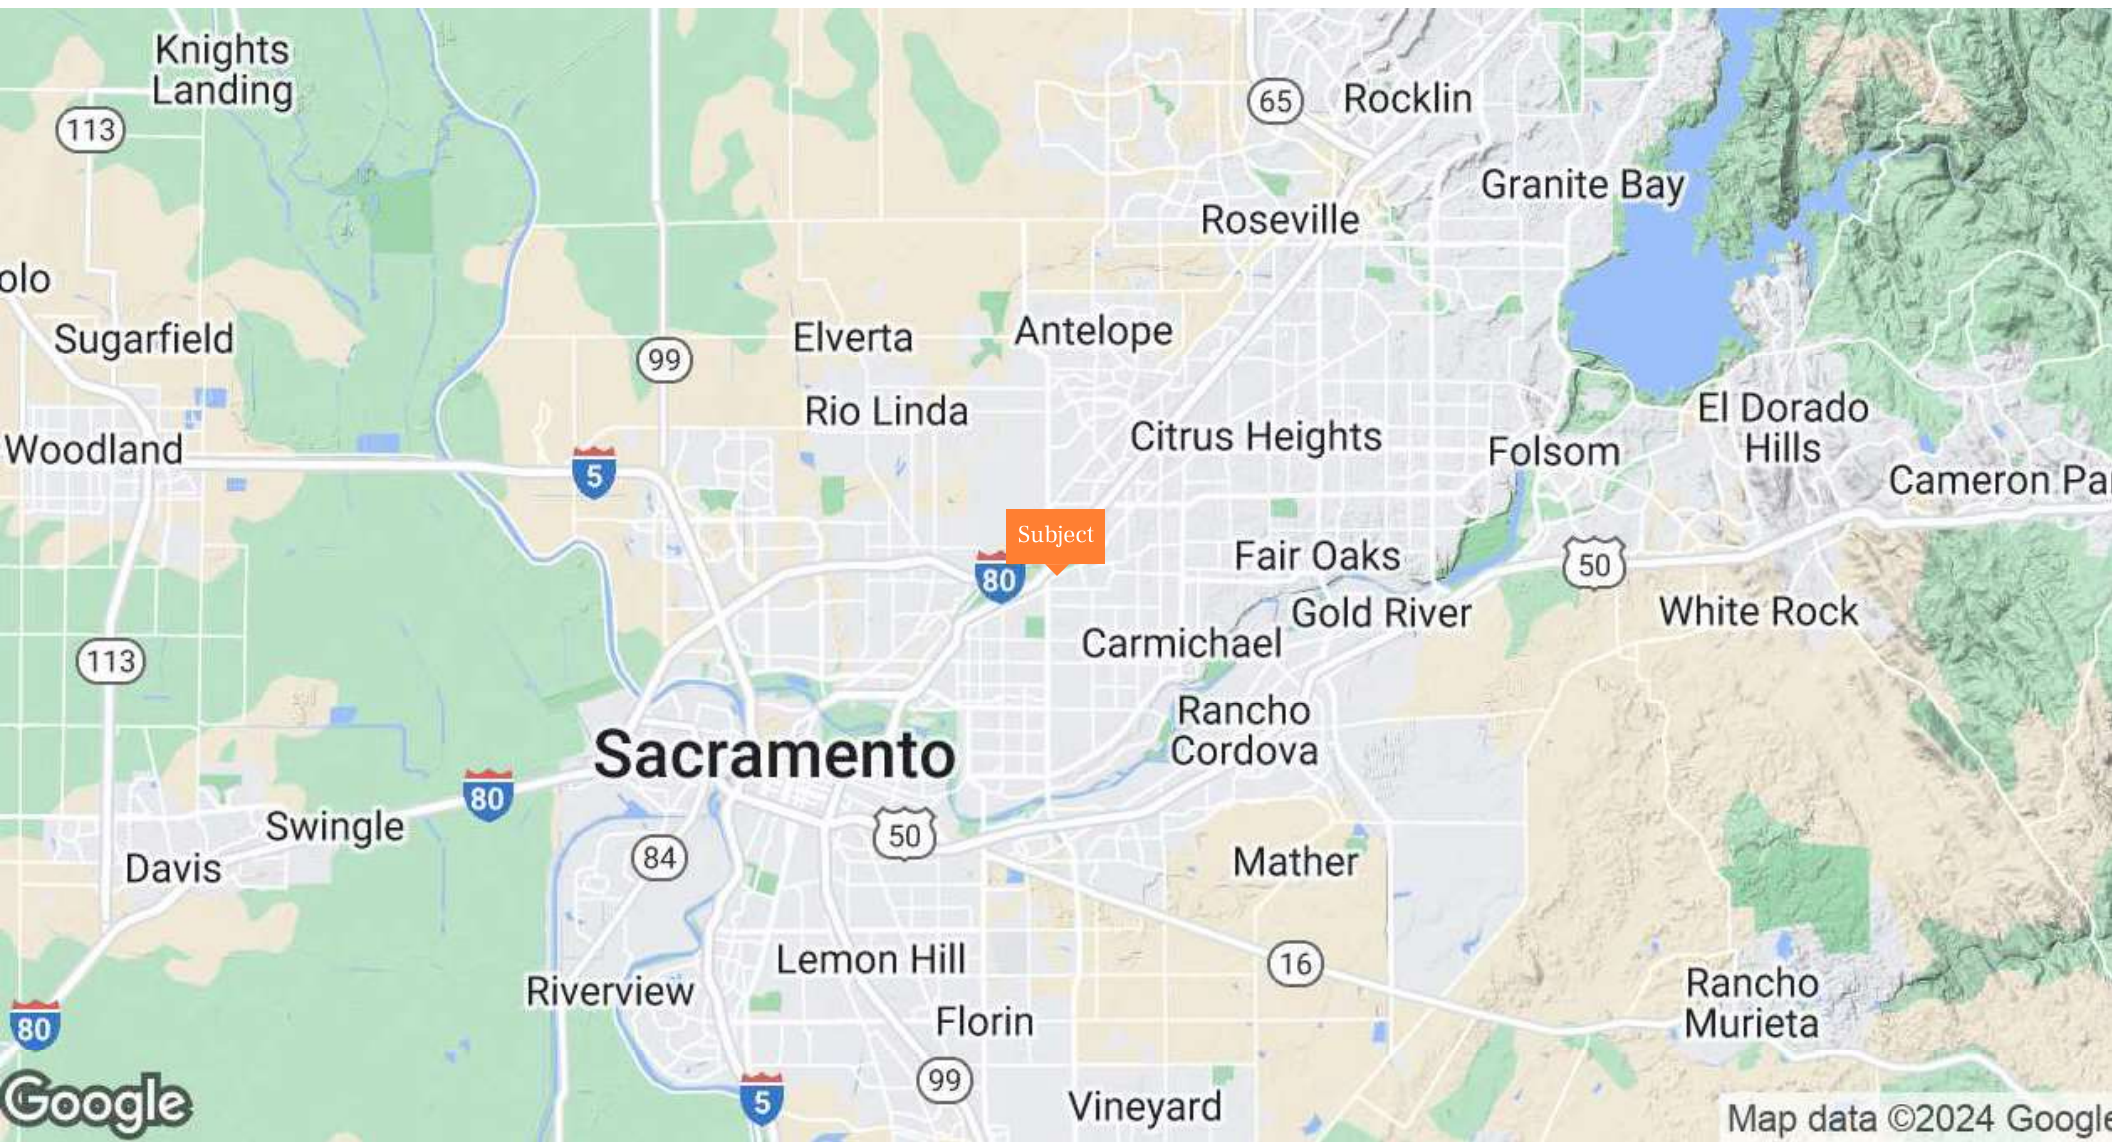 Knights
Landing
113
65
Rocklin
Granite Bay
Roseville
olo
Sugarfield
99
Elverta
Antelope
Rio Linda
Woodland
5
Citrus Heights
Folsom
El Dorado
Hills
Cameron Par
Subject
80
Fair Oaks
50
Gold River
White Rock
113
Carmichael
Rancho
Cordova
Sacramento
80
Swingle
50
84
Davis
Mather
Lemon Hill
16
Riverview
Rancho
Murieta
80
Florin
99
5
Vineyard
Google
Map data ©2024 Google